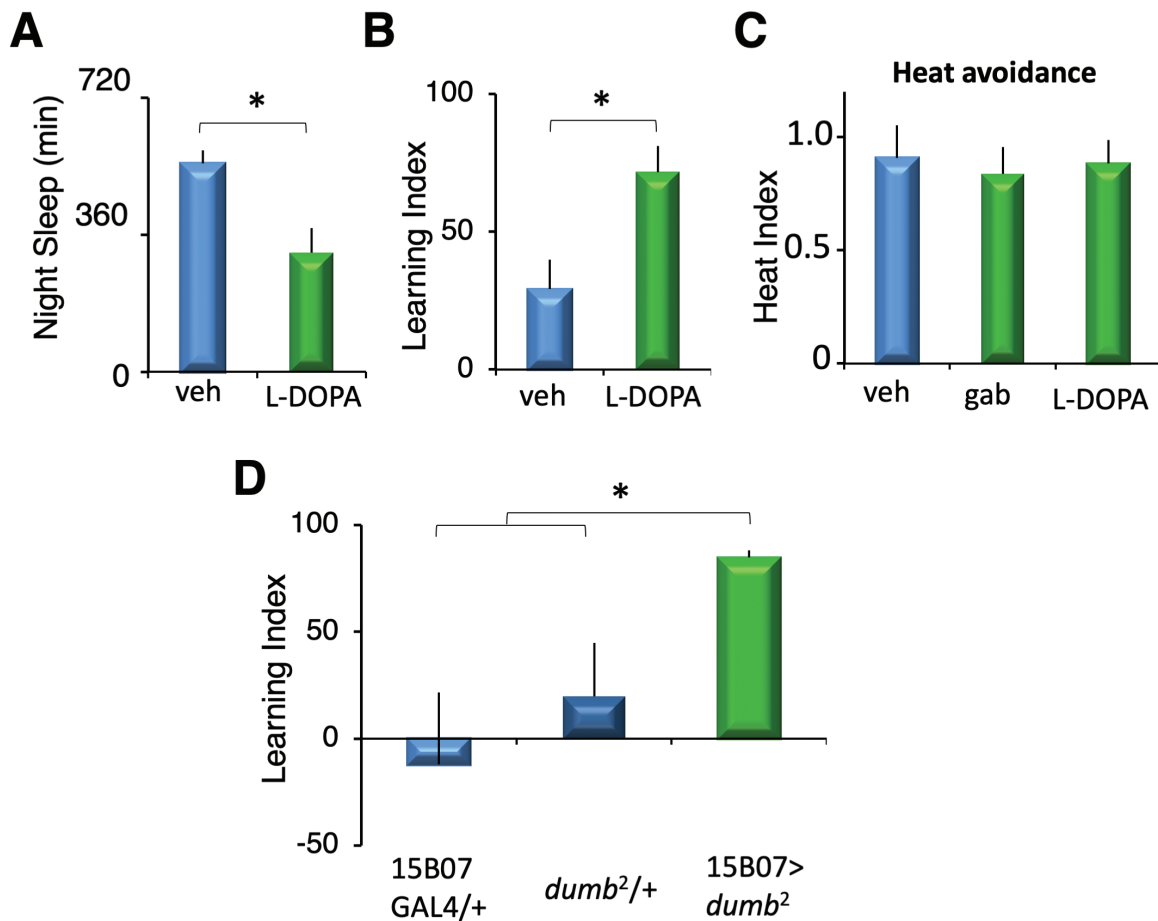 A
Night Sleep (min)
720
360
0
*
veh L-DOPA
B
Learning Index
100
50
0
*
veh L-DOPA
C
Heat avoidance
Heat Index
1.0
0.5
0
veh gab L-DOPA
D
Learning Index
100
50
0
-50
*
15B07
GAL4/+
dumb²/+
15B07>
dumb²